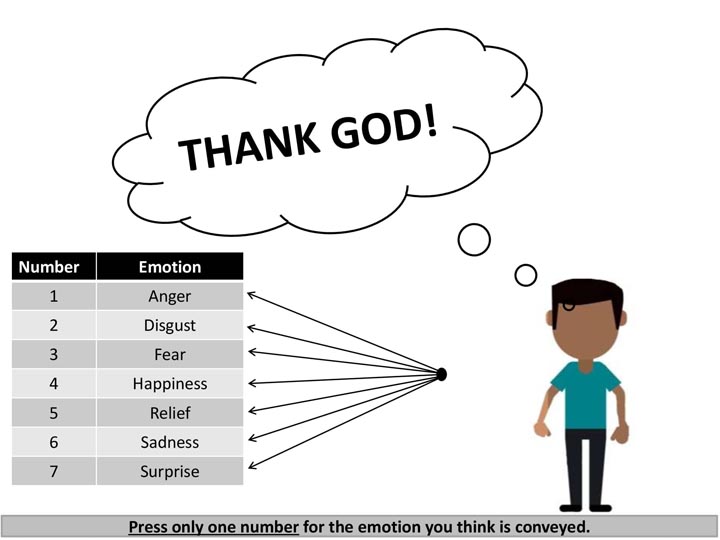 THANK GOD!
Number Emotion
1 Anger
2 Disgust
3 Fear
4 Happiness
5 Relief
6 Sadness
7 Surprise
Press only one number for the emotion you think is conveyed.